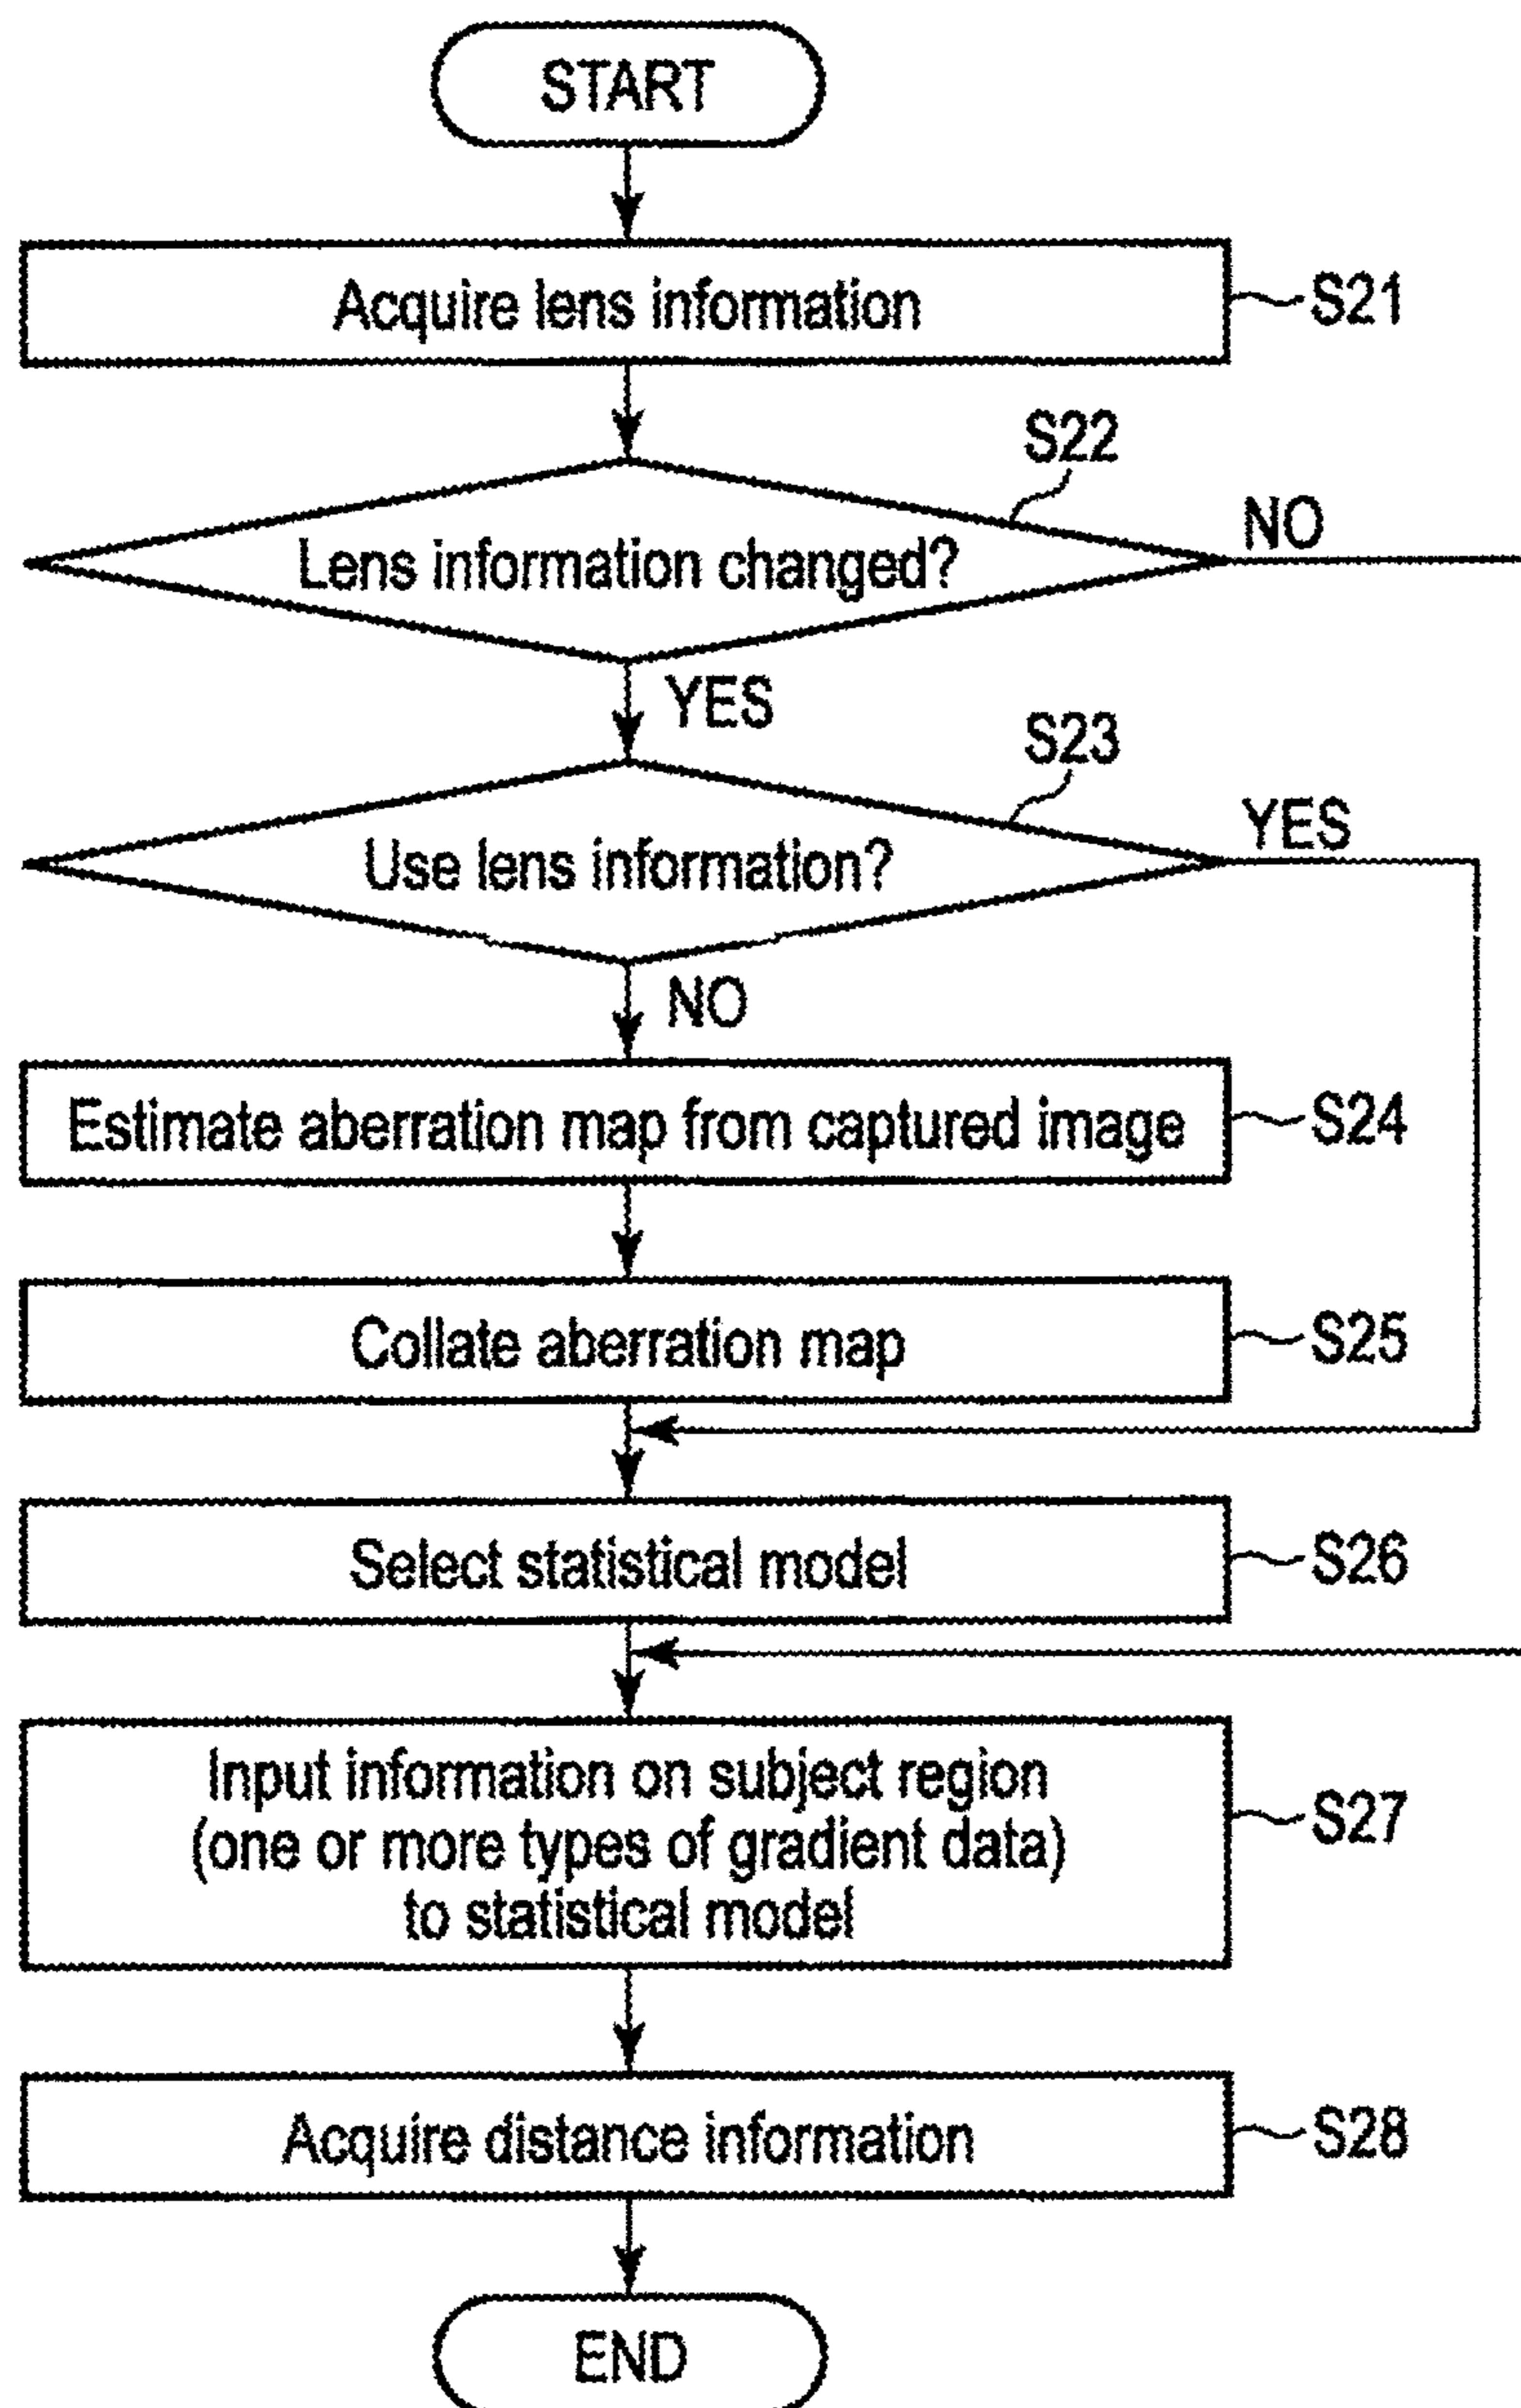 START
Acquire lens information
S21
S22
Lens information changed?
NO
YES
S23
Use lens information?
YES
NO
Estimate aberration map from captured image
S24
Collate aberration map
S25
Select statistical model
S26
Input information on subject region
(one or more types of gradient data)
to statistical model
S27
Acquire distance information
S28
END